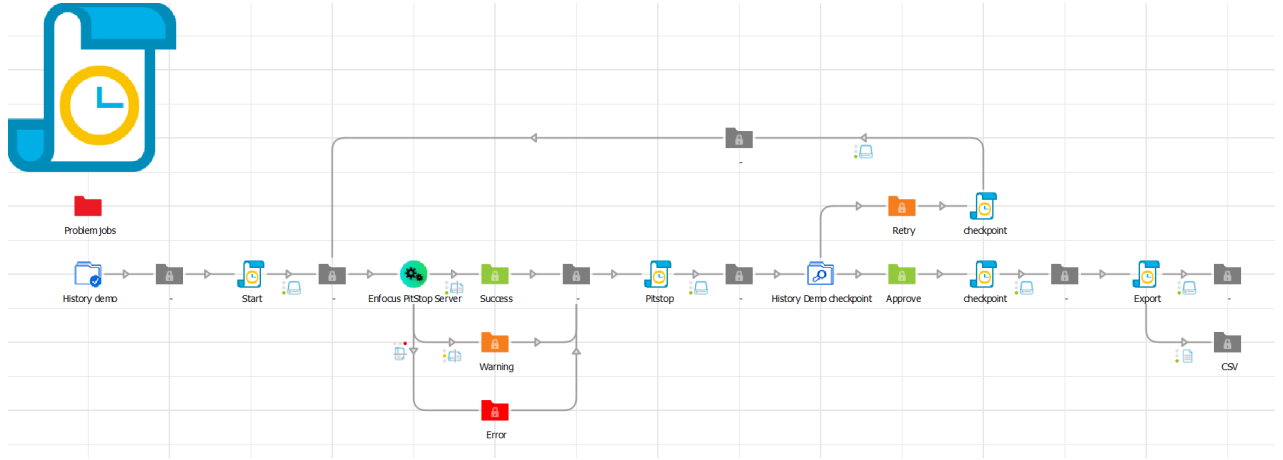 -
Problem jobs
Retry
checkpoint
History demo
-
Start
-
Enfocus PitStop Server
Success
-
Pitstop
-
History Demo checkpoint
Approve
checkpoint
-
Export
-
Warning
CSV
Error